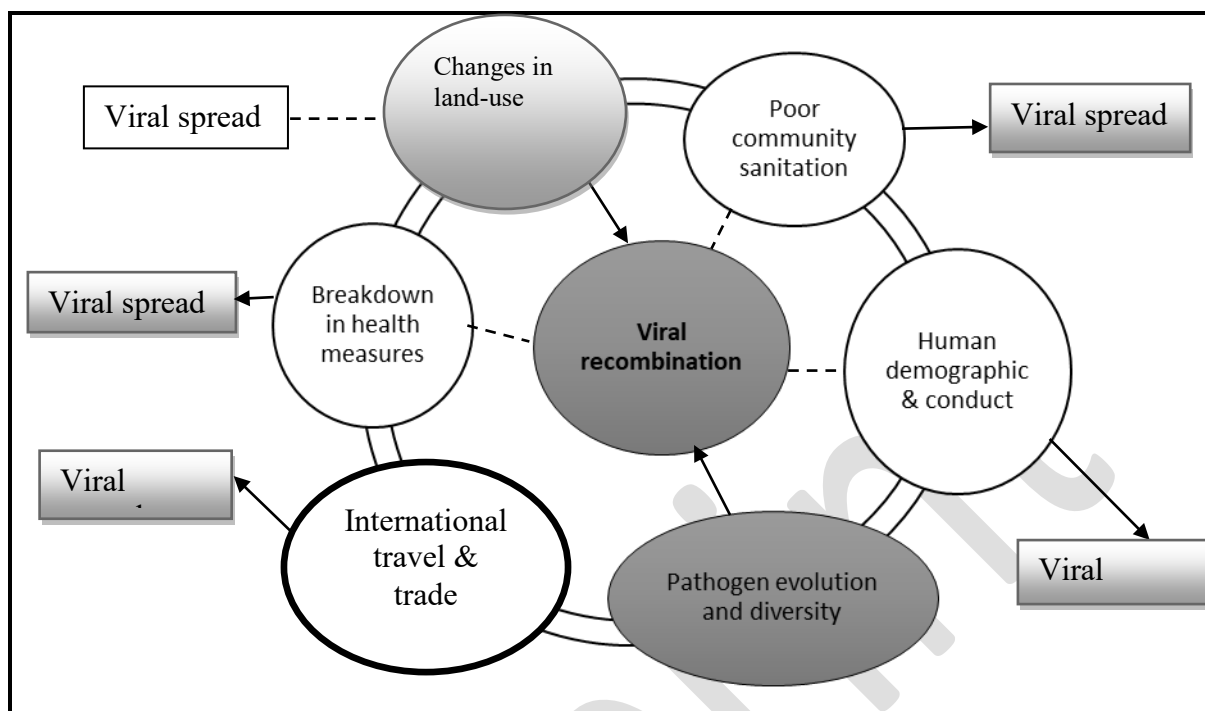 Changes in
land-use
Viral spread
Poor
community
sanitation
Viral spread
Viral spread
Breakdown
in health
measures
Viral
recombination
Human
demographic
& conduct
Viral
International
travel &
trade
Pathogen evolution
and diversity
Viral